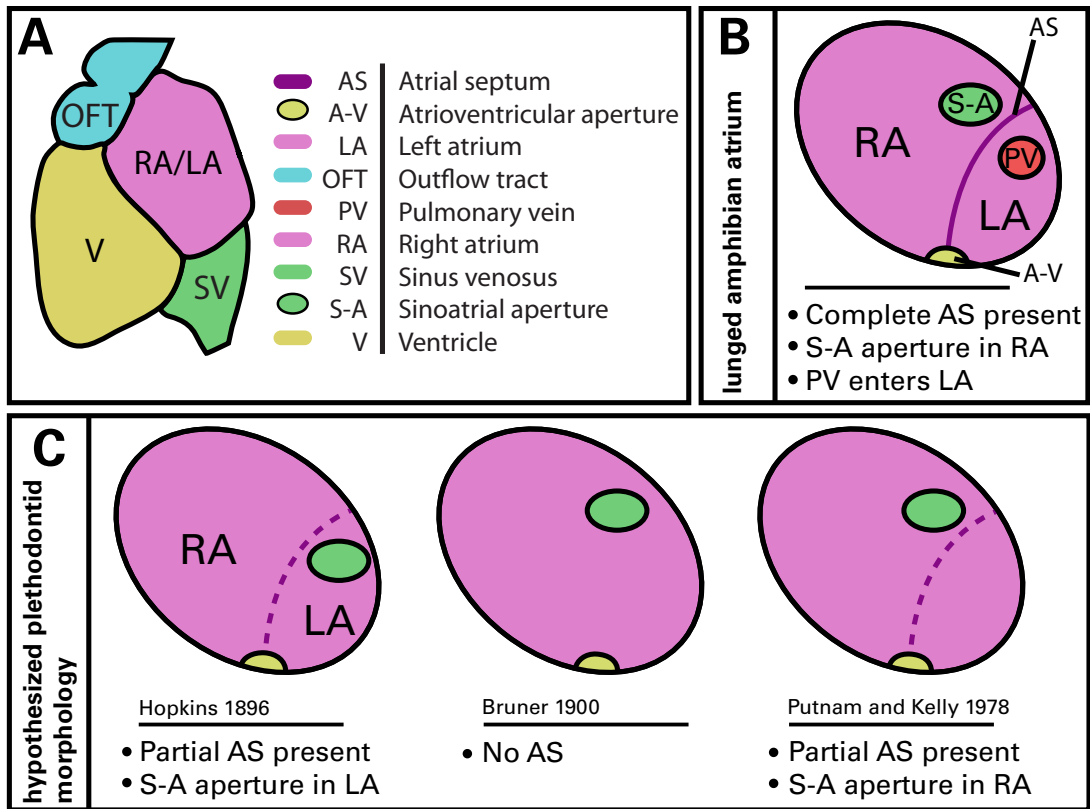 A
OFT
RA/LA
V
SV
AS Atrial septum
A-V Atrioventricular aperture
LA Left atrium
OFT Outflow tract
PV Pulmonary vein
RA Right atrium
SV Sinus venosus
S-A Sinoatrial aperture
V Ventricle
B
lunged amphibian atrium
AS
S-A
RA
PV
LA
A-V
• Complete AS present
• S-A aperture in RA
• PV enters LA
C
hypothesized plethodontid
morphology
RA
LA
Hopkins 1896
• Partial AS present
• S-A aperture in LA
Bruner 1900
• No AS
Putnam and Kelly 1978
• Partial AS present
• S-A aperture in RA